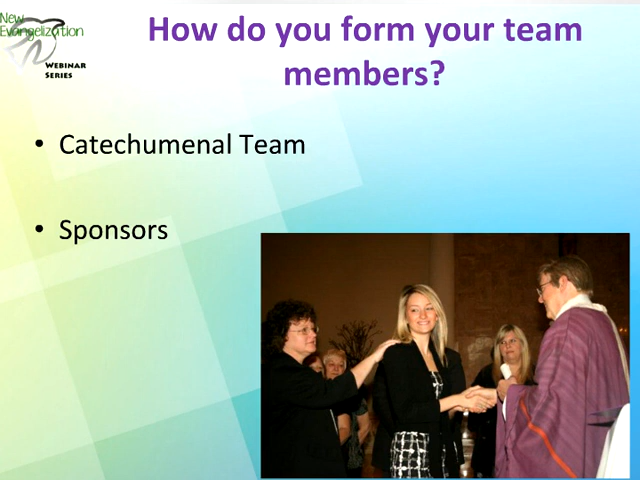 New
Evangelization
Webinar
Series
How do you form your team
members?
• Catechumenal Team
• Sponsors